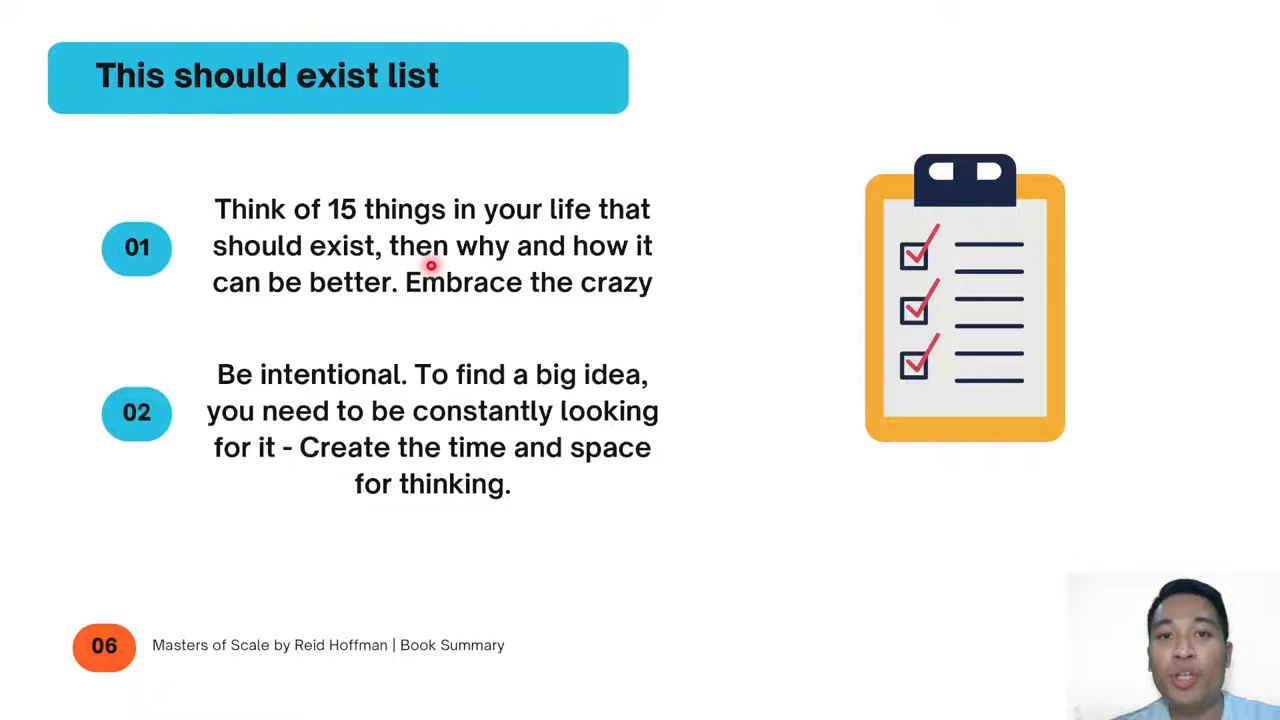 This should exist list
01
Think of 15 things in your life that
should exist, then why and how it
can be better. Embrace the crazy
02
Be intentional. To find a big idea,
you need to be constantly looking
for it - Create the time and space
for thinking.
06
Masters of Scale by Reid Hoffman | Book Summary